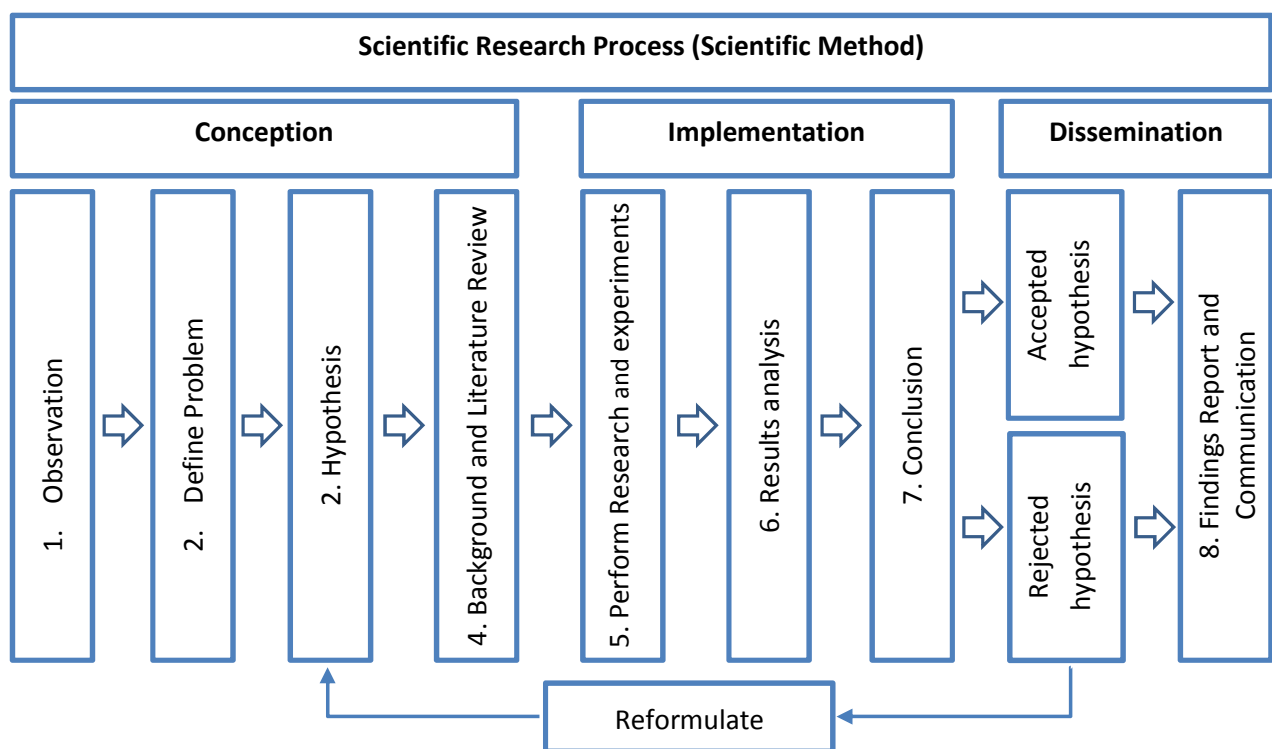 Scientific Research Process (Scientific Method)
Conception
Implementation
Dissemination
1. Observation
2. Define Problem
2. Hypothesis
4. Background and Literature Review
5. Perform Research and experiments
6. Results analysis
7. Conclusion
Accepted
hypothesis
Rejected
hypothesis
8. Findings Report and
Communication
Reformulate